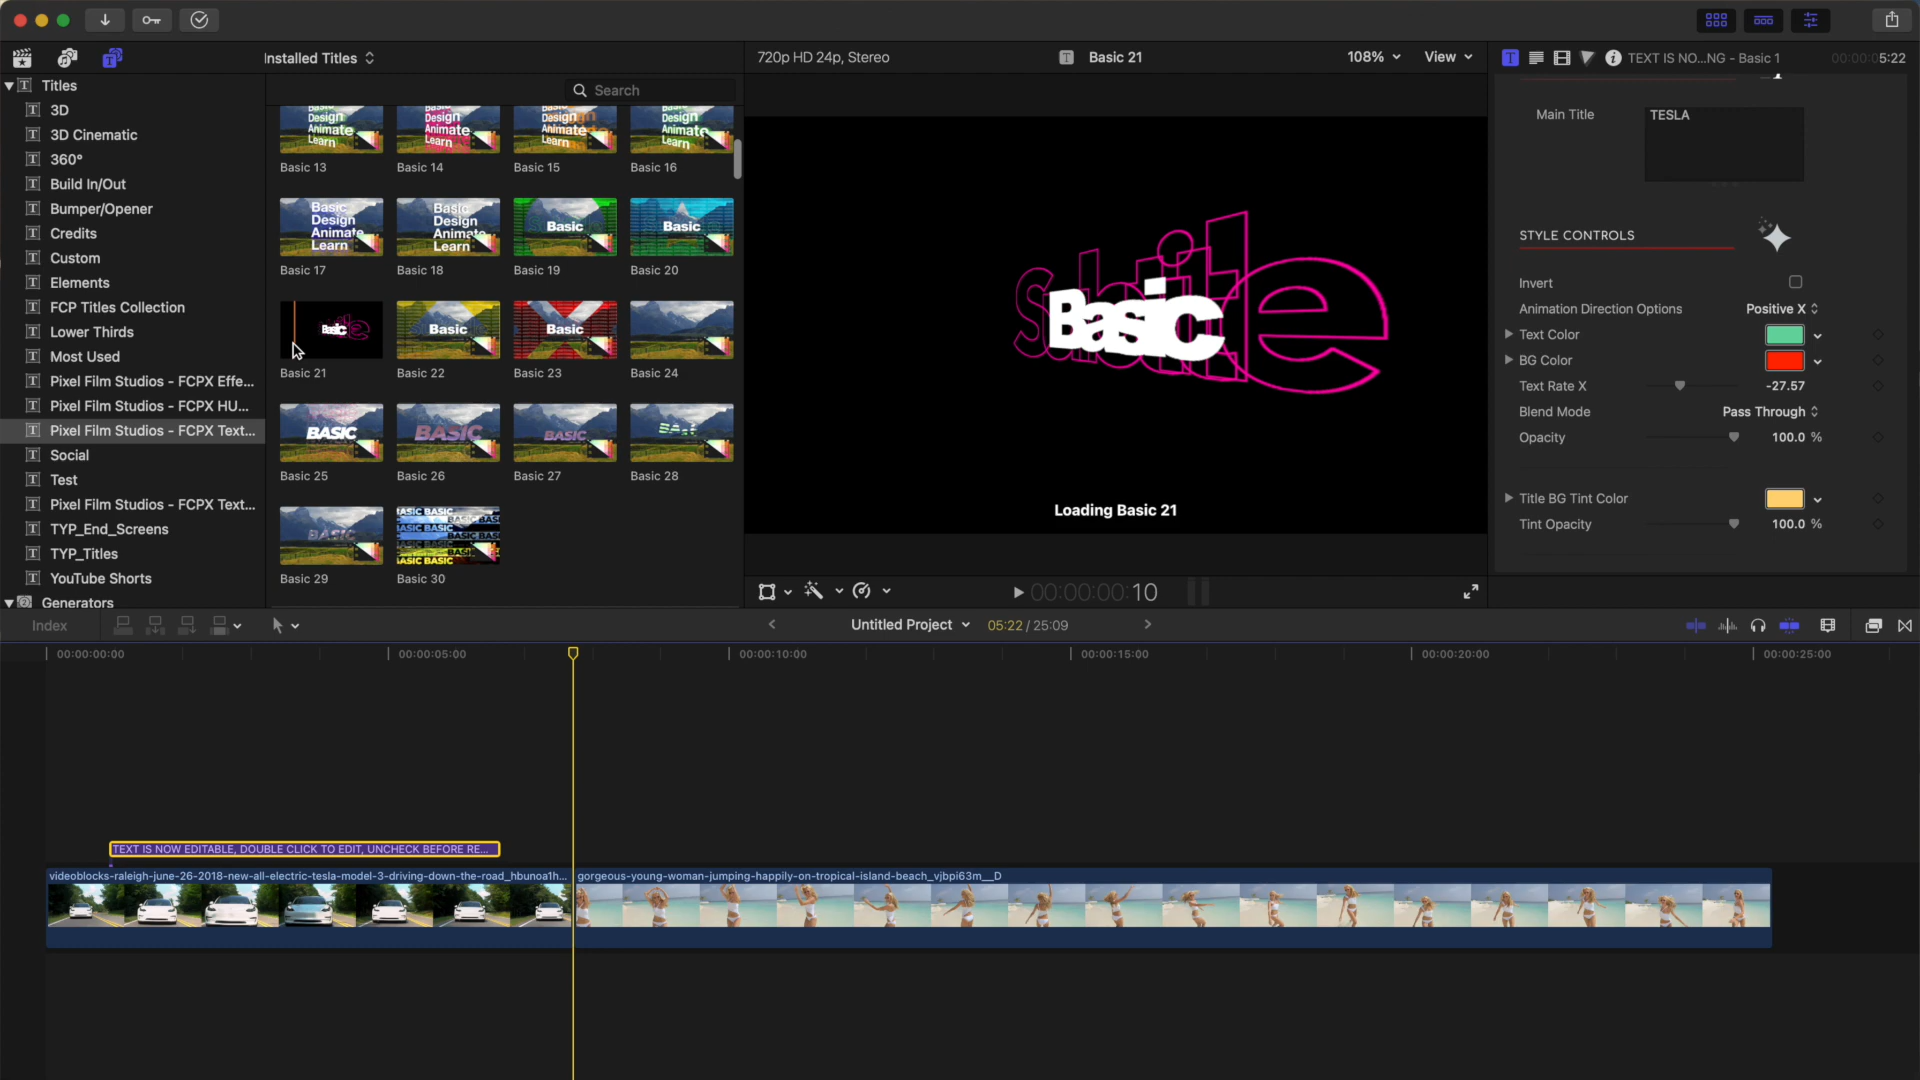 Installed Titles
720p HD 24p, Stereo
Basic 21
108%
View
TEXT IS NO...NG - Basic 1
00:00:05:22
Titles
3D
3D Cinematic
360°
Build In/Out
Bumper/Opener
Credits
Custom
Elements
FCP Titles Collection
Lower Thirds
Most Used
Pixel Film Studios - FCPX Effe...
Pixel Film Studios - FCPX HU...
Pixel Film Studios - FCPX Text...
Social
Test
Pixel Film Studios - FCPX Text...
TYP_End_Screens
TYP_Titles
YouTube Shorts
Generators
Search
Basic 13
Basic 14
Basic 15
Basic 16
Basic 17
Basic 18
Basic 19
Basic 20
Basic 21
Basic 22
Basic 23
Basic 24
Basic 25
Basic 26
Basic 27
Basic 28
Basic 29
Basic 30
Basic
Loading Basic 21
00:00:00:10
Main Title
TESLA
STYLE CONTROLS
Invert
Animation Direction Options
Positive X
Text Color
BG Color
Text Rate X
-27.57
Blend Mode
Pass Through
Opacity
100.0 %
Title BG Tint Color
Tint Opacity
100.0 %
Index
Untitled Project
05:22 / 25:09
00:00:00:00
00:00:05:00
00:00:10:00
00:00:15:00
00:00:20:00
00:00:25:00
TEXT IS NOW EDITABLE, DOUBLE CLICK TO EDIT, UNCHECK BEFORE RE...
videoblocks-raleigh-june-26-2018-new-all-electric-tesla-model-3-driving-down-the-road_hbunoa1h...
gorgeous-young-woman-jumping-happily-on-tropical-island-beach_vjbpi63m__D